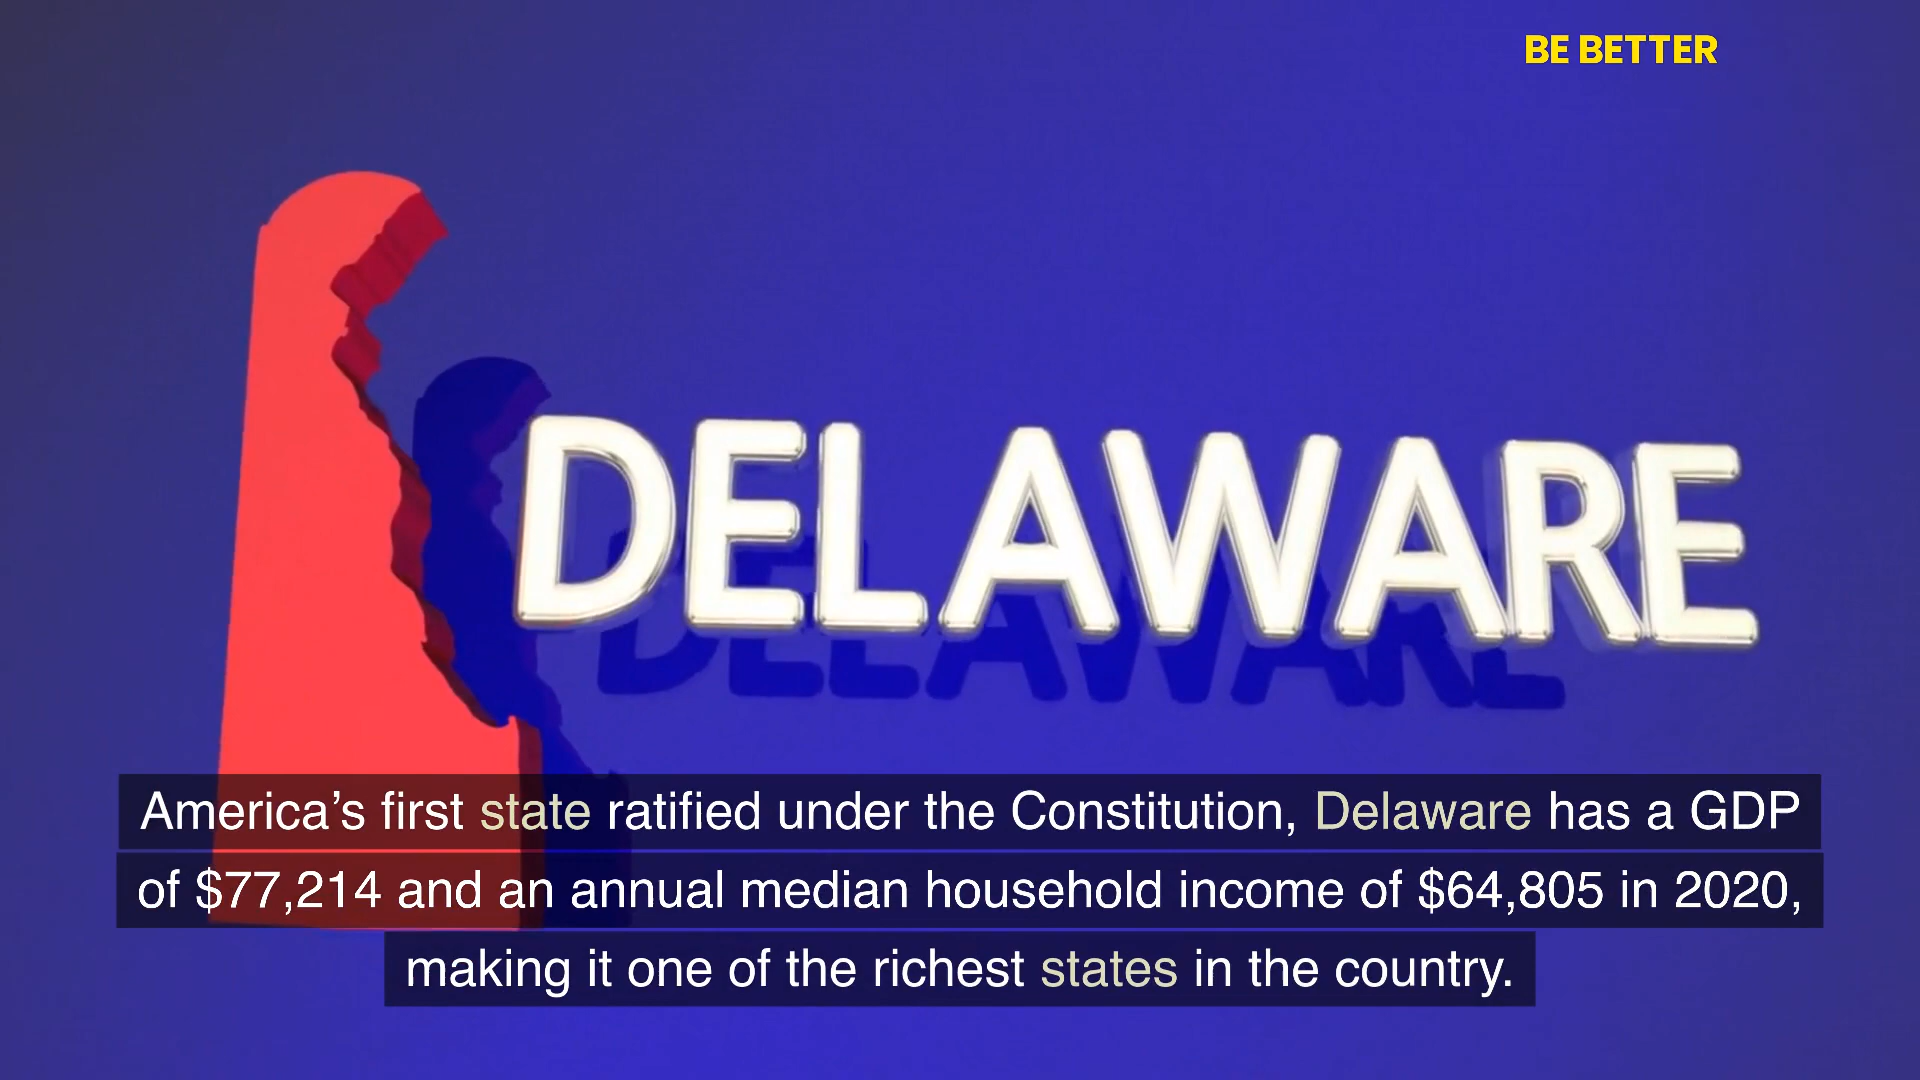 BE BETTER
DELAWARE
America’s first state ratified under the Constitution, Delaware has a GDP
of $77,214 and an annual median household income of $64,805 in 2020,
making it one of the richest states in the country.